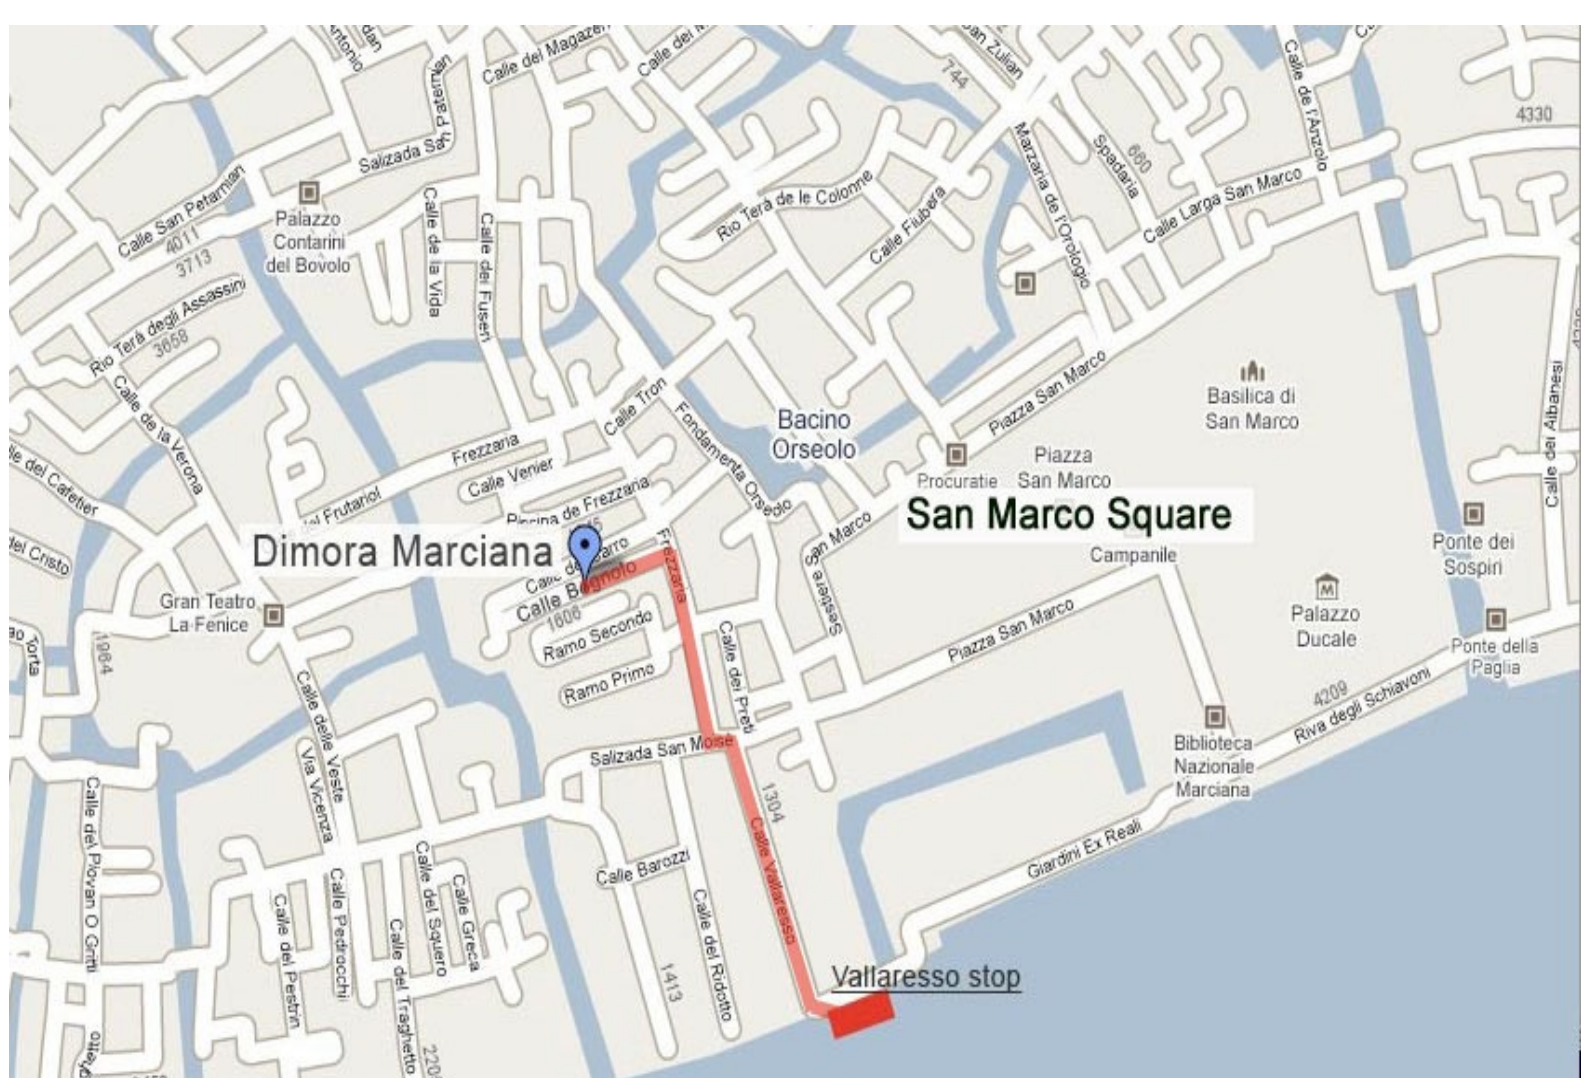 Calle del Magazen
Salizada San
Calle San Peternian
4011
3713
Palazzo
Contarini
del Bovolo
Calle de la Vida
Calle dei Fuseri
Rio Terà degli Assassini
3658
Calle de la Verona
Rio Terà de le Colonne
Calle Fiubera
744
San Zulian
Marzaria de l'Orologio
Spadaria
660
Calle Larga San Marco
Calle de l'Anzolo
4330
Basilica di
San Marco
Calle dei Albanesi
Bacino
Orseolo
Piazza San Marco
Procuratie
Piazza
San Marco
San Marco Square
Campanile
San Marco
Sestiere
Fondamenta Orseolo
Calle Tron
Frezzaria
Calle Venier
Piscina de Frezzaria
Dimora Marciana
Calle Bognolo
1606
Ramo Secondo
Ramo Primo
Frezzaria
Calle dei Preti
Piazza San Marco
Gran Teatro
La Fenice
1984
Calle delle Veste
Via Vicenza
Salizada San Moisè
1304
Calle Vallaresso
Calle Barozzi
Calle del Ridotto
1413
Calle del Piovan O Gritti
Calle del Pestrin
Calle Pedrocchi
Calle del Traghetto
Calle del Squero
Calle Greca
Ponte dei
Sospiri
Palazzo
Ducale
Ponte della
Paglia
4209
Riva degli Schiavoni
Biblioteca
Nazionale
Marciana
Giardini Ex Reali
Vallaresso stop